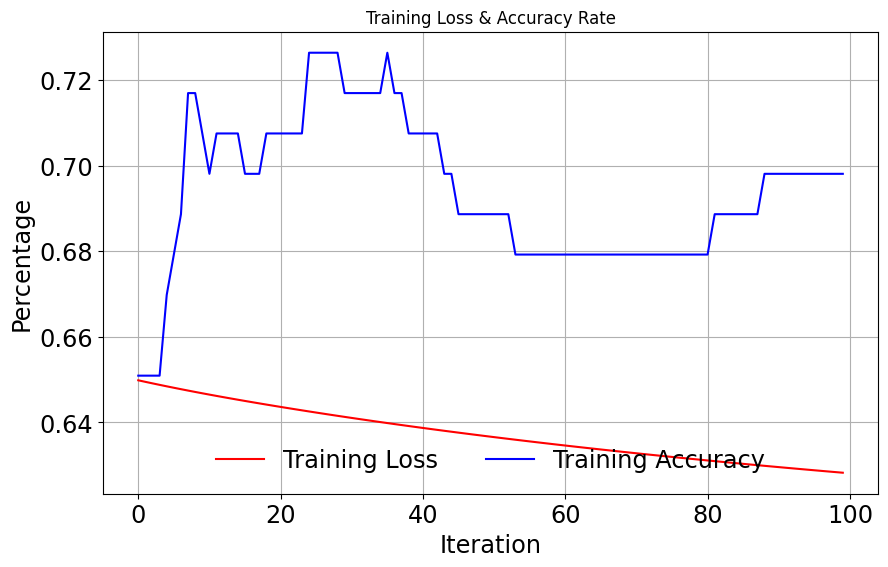 Training Loss & Accuracy Rate
Percentage
0.72
0.70
0.68
0.66
0.64
Training Loss Training Accuracy
0 20 40 60 80 100
Iteration